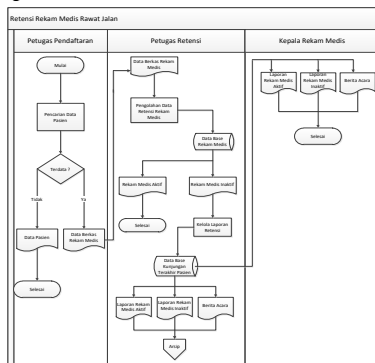 Retensi Rekam Medis Rawat Jalan
Petugas Pendaftaran
Petugas Retensi
Kepala Rekam Medis
Mulai
Pencarian Data
Pasien
Terdata ?
Tidak
Ya
Data Pasien
Data Berkas
Rekam Medis
Selesai
Data Berkas Rekam
Medis
Pengolahan Data
Retensi Rekam
Medis
Data Base
Rekam Medis
Rekam Medis Aktif
Rekam Medis Inaktif
Selesai
Kelola Laporan
Retensi
Data Base
Kunjungan
Terakhir Pasien
Laporan Rekam
Medis Aktif
Laporan Rekam
Medis Inaktif
Berita Acara
Arsip
Laporan
Rekam Medis
Aktif
Laporan
Rekam Medis
Inaktif
Berita Acara
Selesai